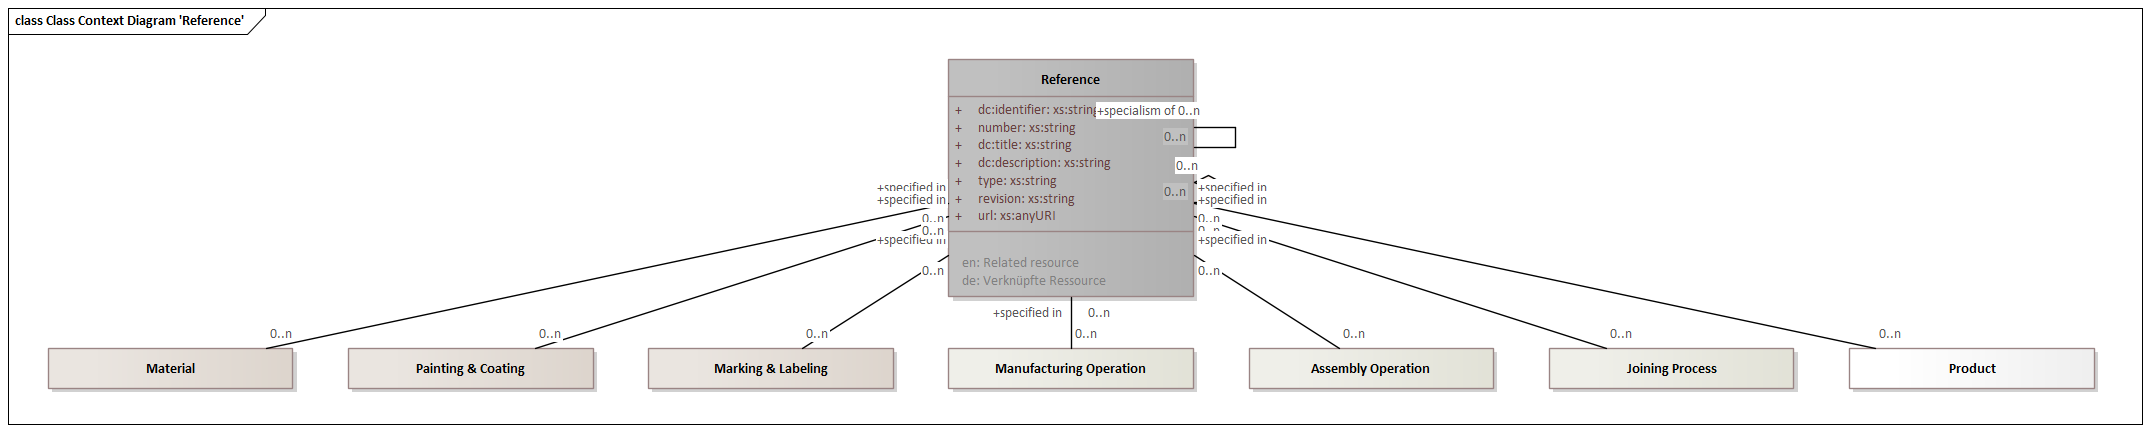 class Class Context Diagram 'Reference'
Reference
+ dc:identifier: xs:string
+specialism of 0..n
+ number: xs:string
0..n
+ dc:title: xs:string
+ dc:description: xs:string
0..n
+ type: xs:string
0..n
+specified in
+specified in
+ revision: xs:string
+specified in
+specified in
+ url: xs:anyURI
0..n
0..n
0..n
0..n
+specified in
+specified in
en: Related resource
0..n
0..n
de: Verknüpfte Ressource
+specified in 0..n
0..n
0..n
0..n
0..n
0..n
0..n
0..n
Material
Painting & Coating
Marking & Labeling
Manufacturing Operation
Assembly Operation
Joining Process
Product